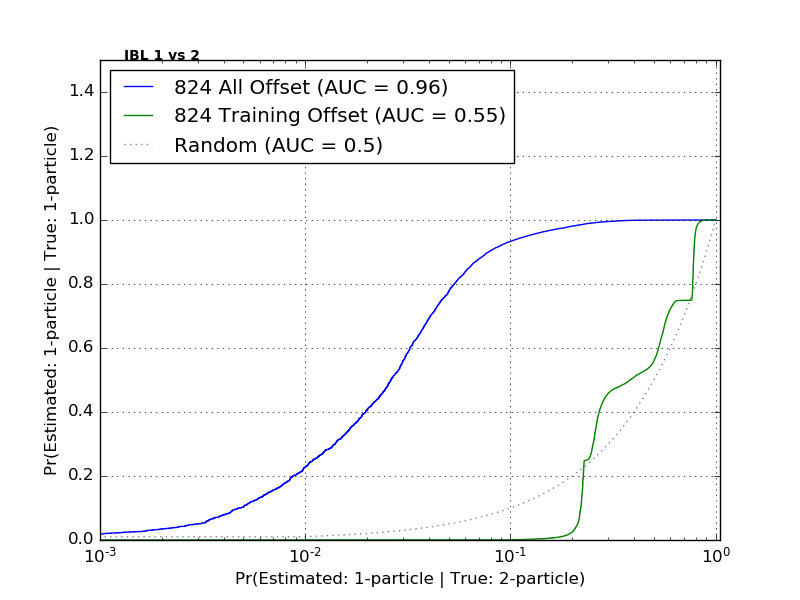 IBL 1 vs 2
824 All Offset (AUC = 0.96)
824 Training Offset (AUC = 0.55)
Random (AUC = 0.5)
Pr(Estimated: 1-particle | True: 1-particle)
1.4
1.2
1.0
0.8
0.6
0.4
0.2
0.0
10^-3 10^-2 10^-1 10^0
Pr(Estimated: 1-particle | True: 2-particle)